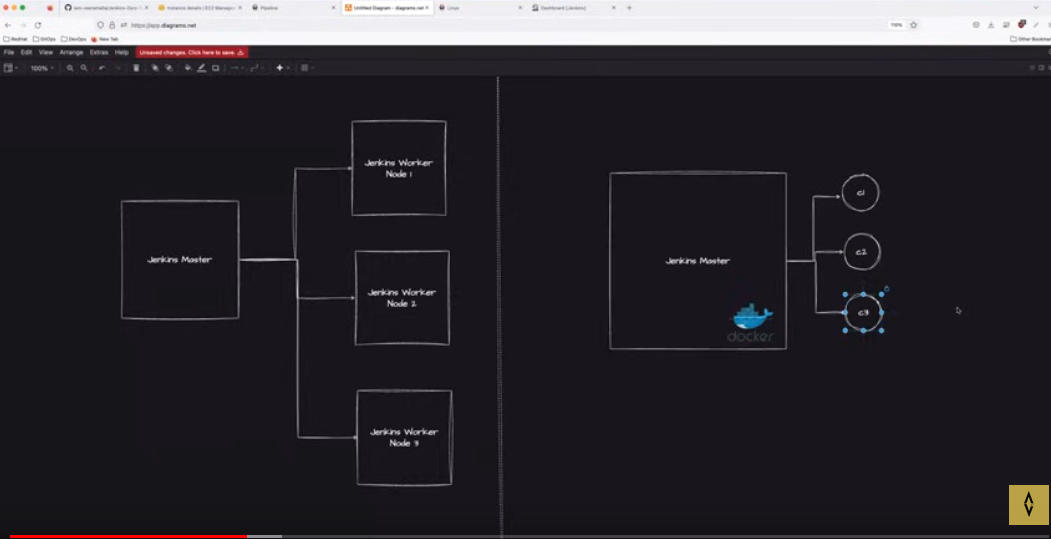 iam-veeramalla/Jenkins-Zero-
Instance details | EC2 Manage
Pipeline
Untitled Diagram - diagrams.net
Linux
Dashboard [Jenkins]
https://app.diagrams.net
110%
RedHat
GitOps
DevOps
New Tab
Other Bookmar
File
Edit
View
Arrange
Extras
Help
Unsaved changes. Click here to save.
100%
Jenkins Worker
Node 1
Jenkins Master
Jenkins Worker
Node 2
Jenkins Worker
Node 3
Jenkins Master
docker
c1
c2
c3